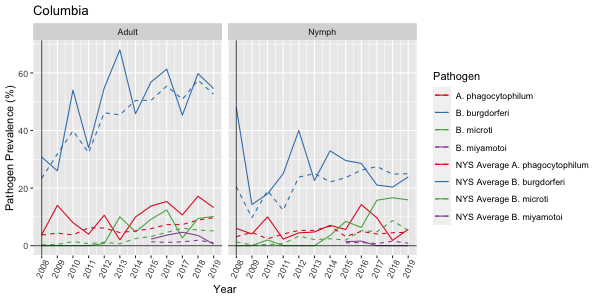 Columbia
Adult
Nymph
Pathogen Prevalence (%)
60
40
20
0
2008 2009 2010 2011 2012 2013 2014 2015 2016 2017 2018 2019
2008 2009 2010 2011 2012 2013 2014 2015 2016 2017 2018 2019
Year
Pathogen
A. phagocytophilum
B. burgdorferi
B. microti
B. miyamotoi
NYS Average A. phagocytophilum
NYS Average B. burgdorferi
NYS Average B. microti
NYS Average B. miyamotoi